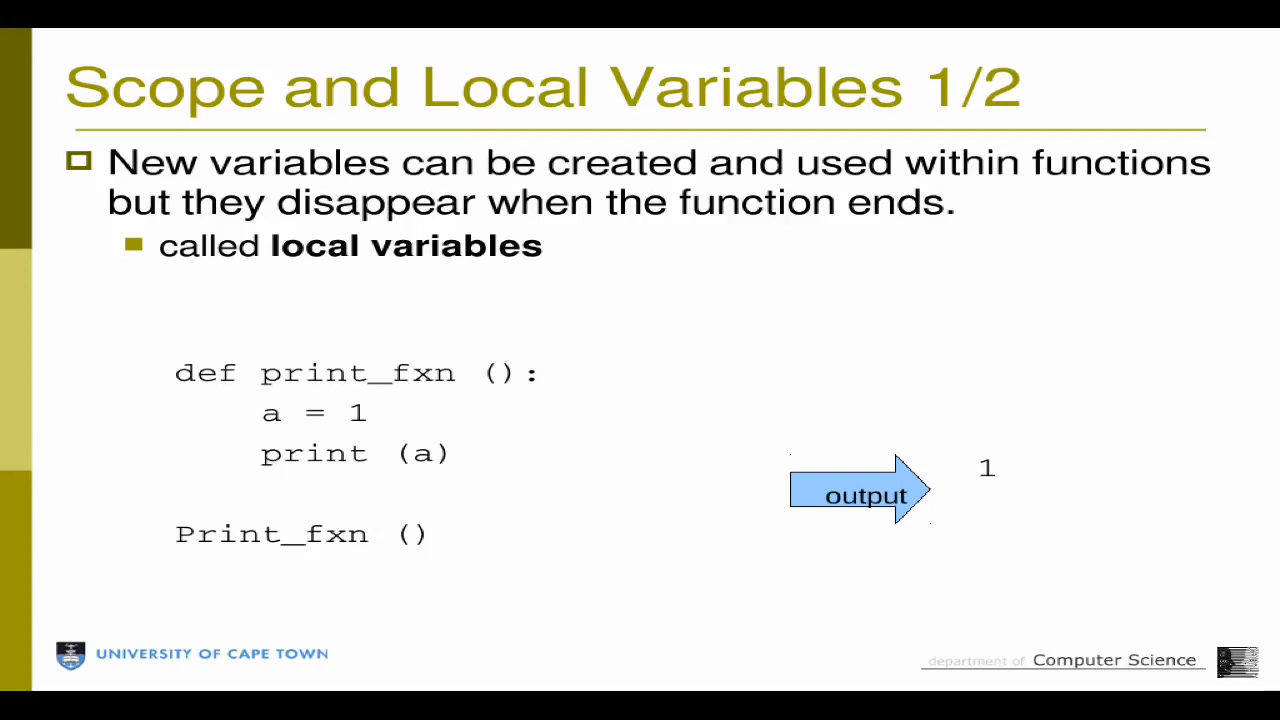 Scope and Local Variables 1/2
New variables can be created and used within functions
but they disappear when the function ends.
called local variables
def print_fxn ():
a = 1
print (a)
1
output
Print_fxn ()
UNIVERSITY OF CAPE TOWN
department of Computer Science